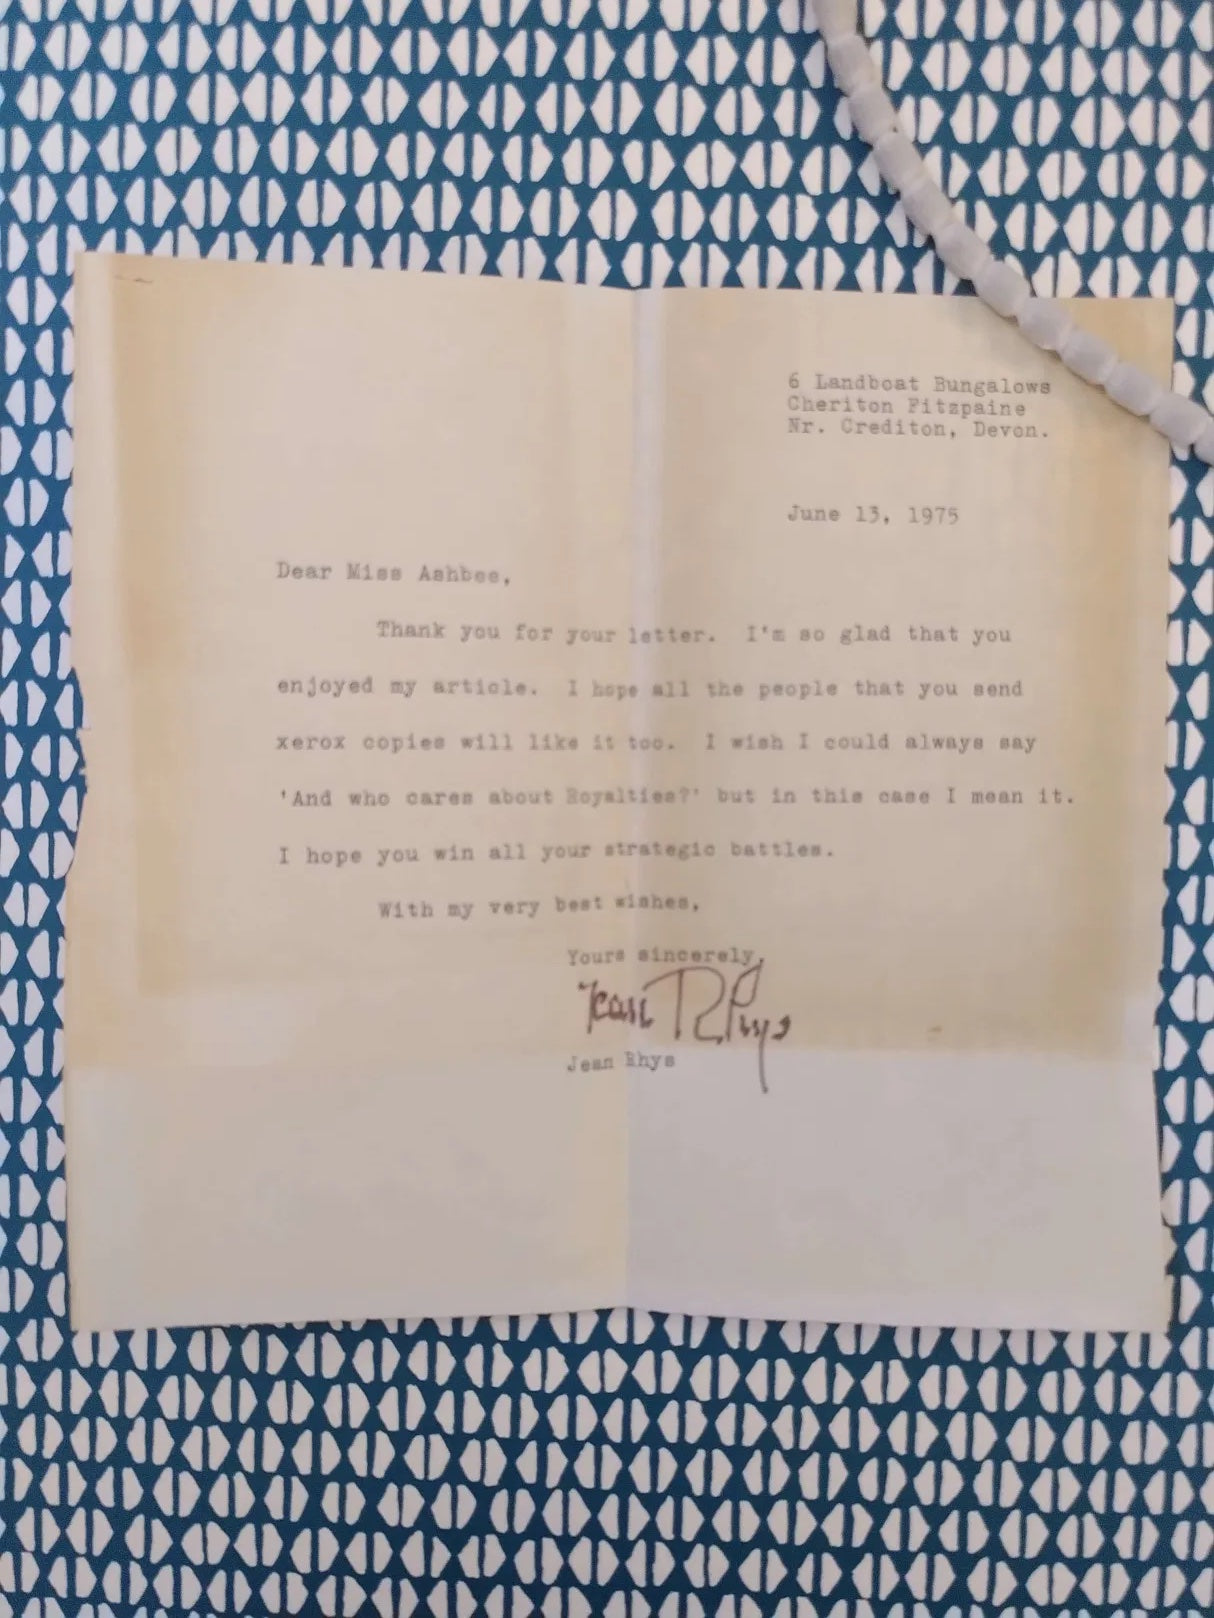 6 Landboat Bungalows
Cheriton Fitzpaine
Nr. Crediton, Devon.
June 13, 1975
Dear Miss Ashbee,
Thank you for your letter. I'm so glad that you
enjoyed my article. I hope all the people that you send
xerox copies will like it too. I wish I could always say
'And who cares about Royalties?' but in this case I mean it.
I hope you win all your strategic battles.
With my very best wishes,
Yours sincerely,
Jean Rhys
Jean Rhys